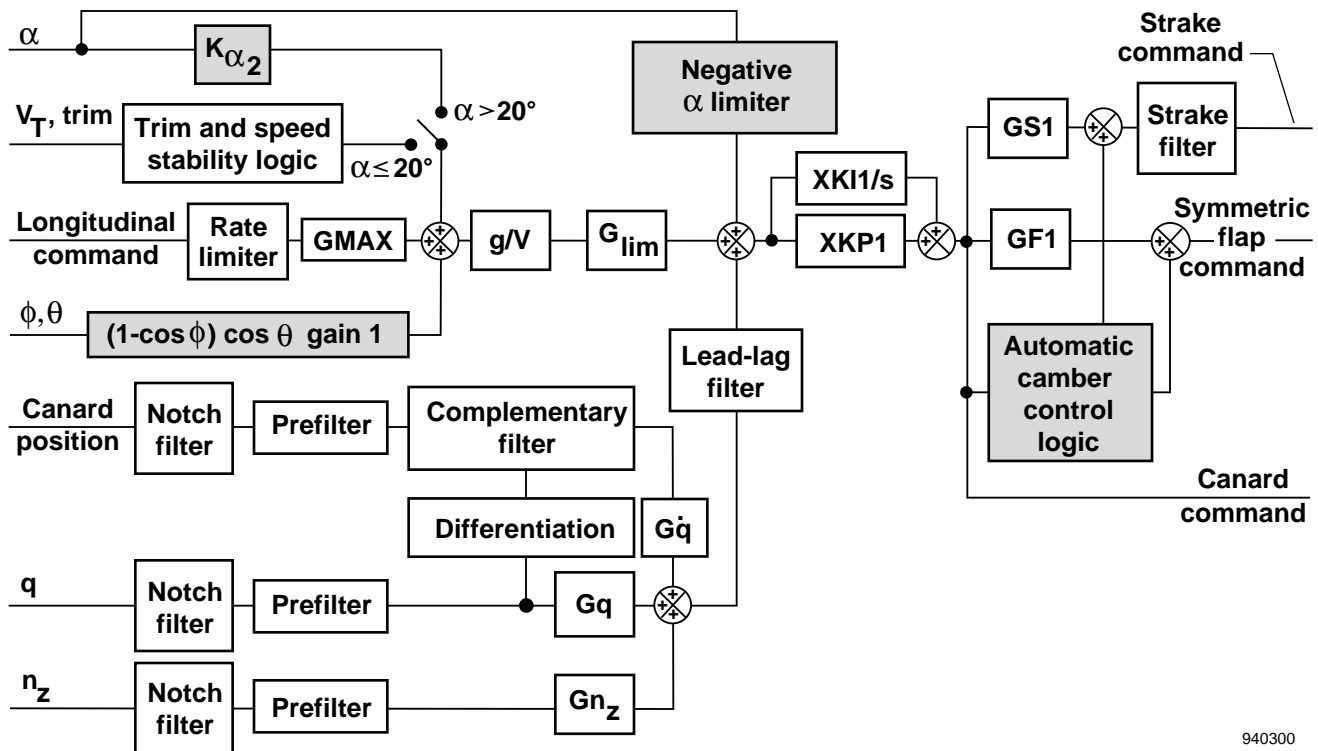 α
Kα2
Negative
α limiter
Strake
command
VT, trim
Trim and speed
stability logic
α > 20°
α ≤ 20°
GS1
Strake
filter
XKI1/s
Longitudinal
command
Rate
limiter
GMAX
g/V
Glim
XKP1
GF1
Symmetric
flap
command
ϕ, θ
(1-cos ϕ) cos θ gain 1
Lead-lag
filter
Automatic
camber
control
logic
Canard
position
Notch
filter
Prefilter
Complementary
filter
Canard
command
Differentiation
Gq̇
q
Notch
filter
Prefilter
Gq
nz
Notch
filter
Prefilter
Gnz
++
+
++
+
+
+
+
+
+
+
+
++
+
940300